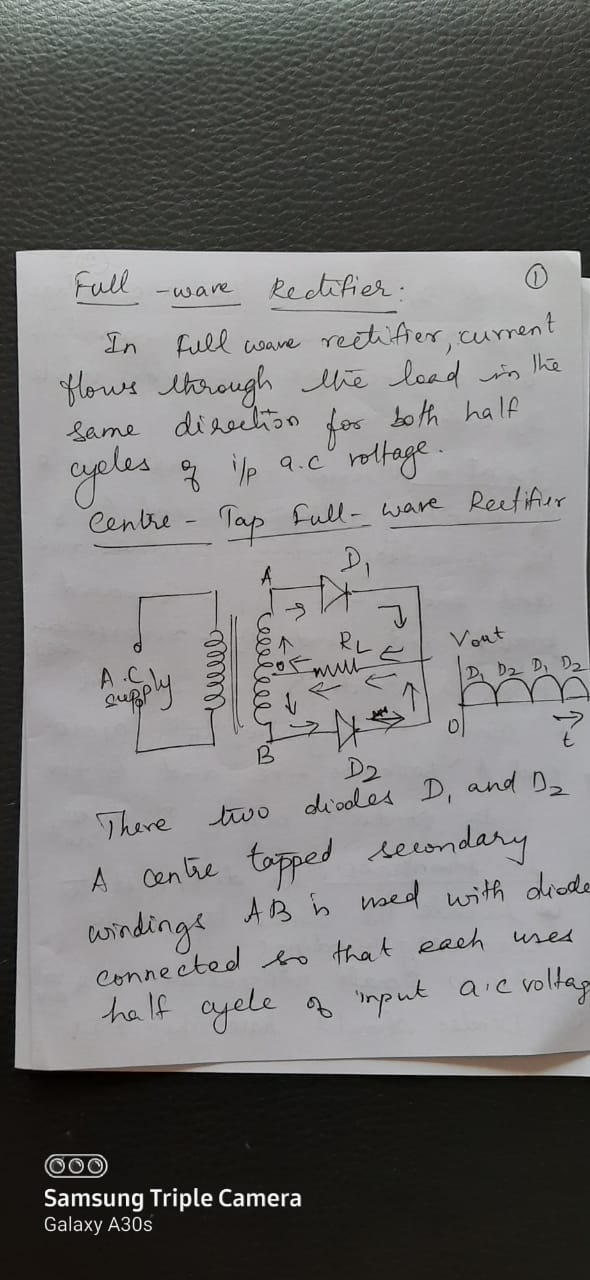 ①
Full -wave Rectifier:
In full wave rectifier, current
flows through the load in the
same direction for both half
cycles of i/p a.c voltage.
Centre - Tap Full - wave Rectifier
D1
A
RL
A.C
supply
B
D2
Vout
D1 D2 D1 D2
0
t
There two diodes D1 and D2
A centre tapped secondary
windings AB is used with diode
connected so that each uses
half cycle of input a.c voltag
Samsung Triple Camera
Galaxy A30s